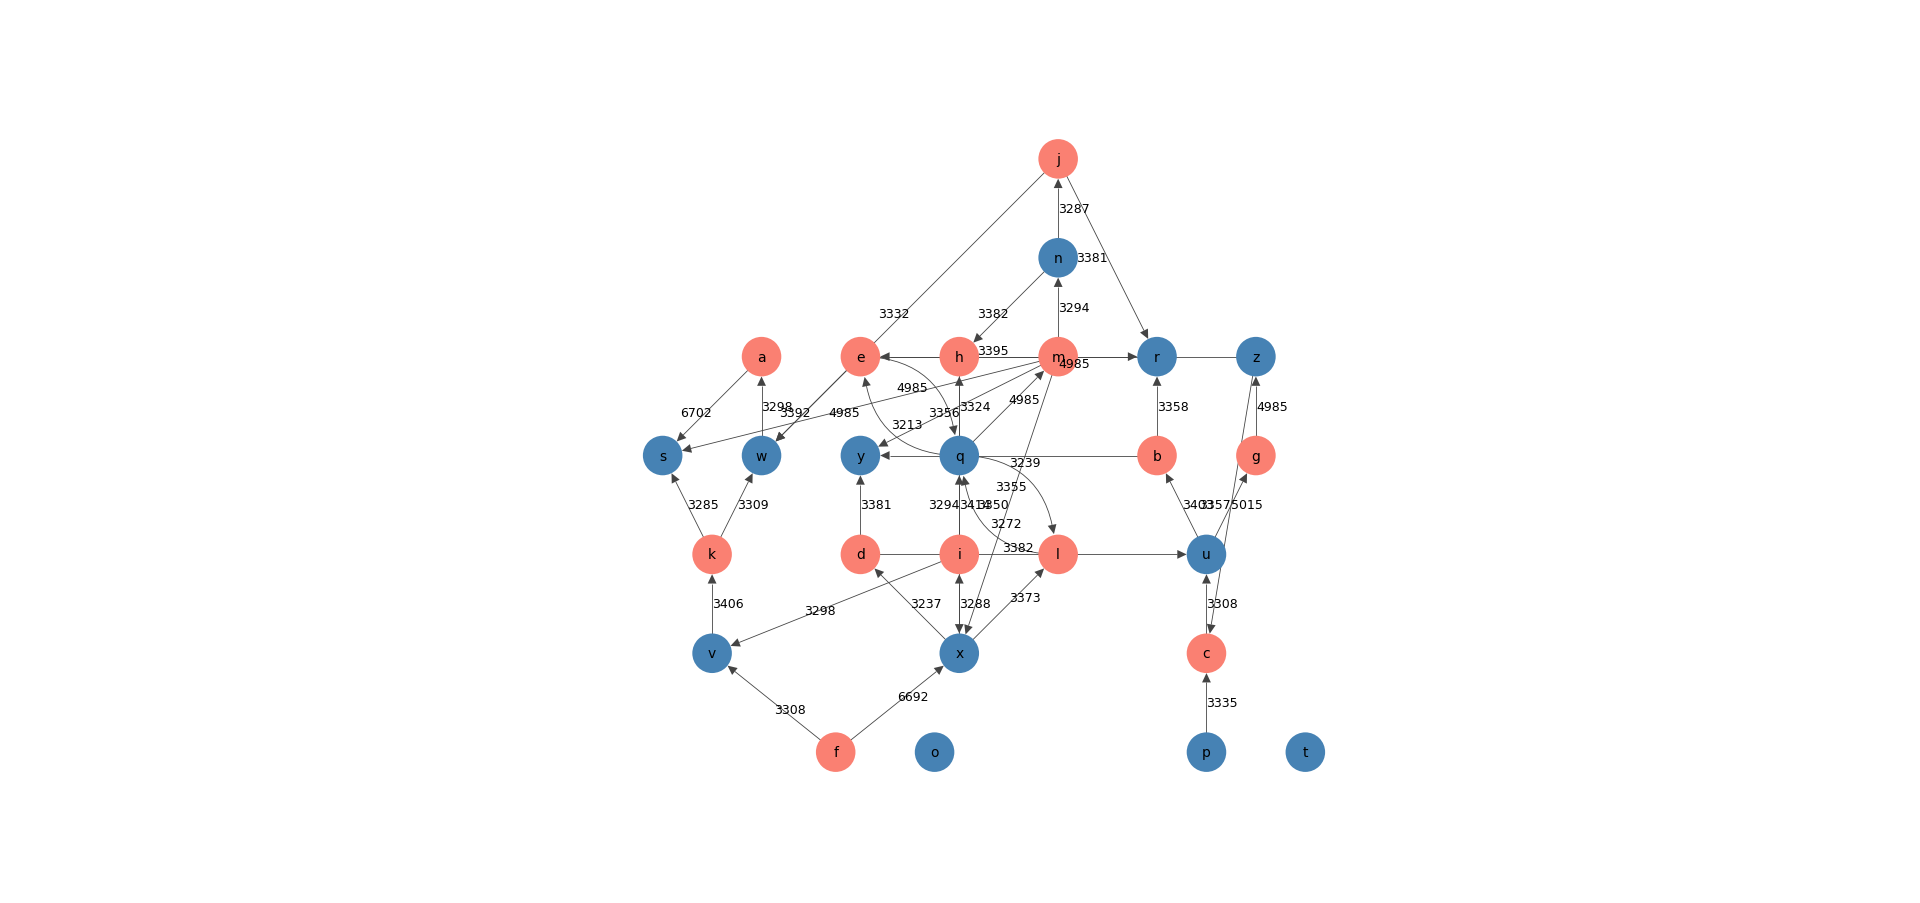 j
3287
n 3381
3332 3382 3294
a e h 3395 m 4985 r z
4985
6702 3298 3392 4985 3213 3356 3324 4985 3358 4985
s w y q 3239 b g
3355
3285 3309 3381 3294 3414 3350 3403 3357 5015
3272
k d i 3382 l u
3406 3298 3237 3288 3373 3308
v x c
3308 6692 3335
f o p t